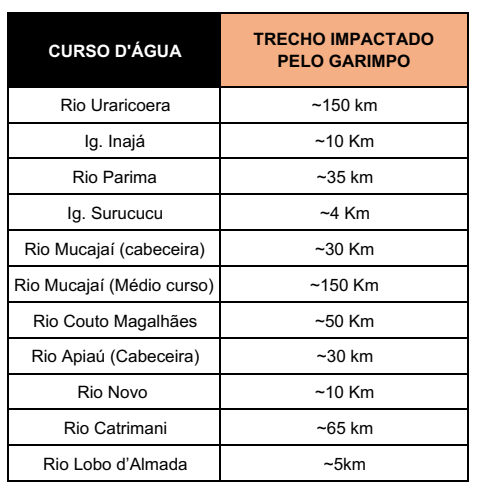 CURSO D'ÁGUA
TRECHO IMPACTADO
PELO GARIMPO
Rio Uraricoera
~150 km
Ig. Inajá
~10 Km
Rio Parima
~35 km
Ig. Surucucu
~4 Km
Rio Mucajaí (cabeceira)
~30 Km
Rio Mucajaí (Médio curso)
~150 Km
Rio Couto Magalhães
~50 Km
Rio Apiaú (Cabeceira)
~30 km
Rio Novo
~10 Km
Rio Catrimani
~65 km
Rio Lobo d’Almada
~5km